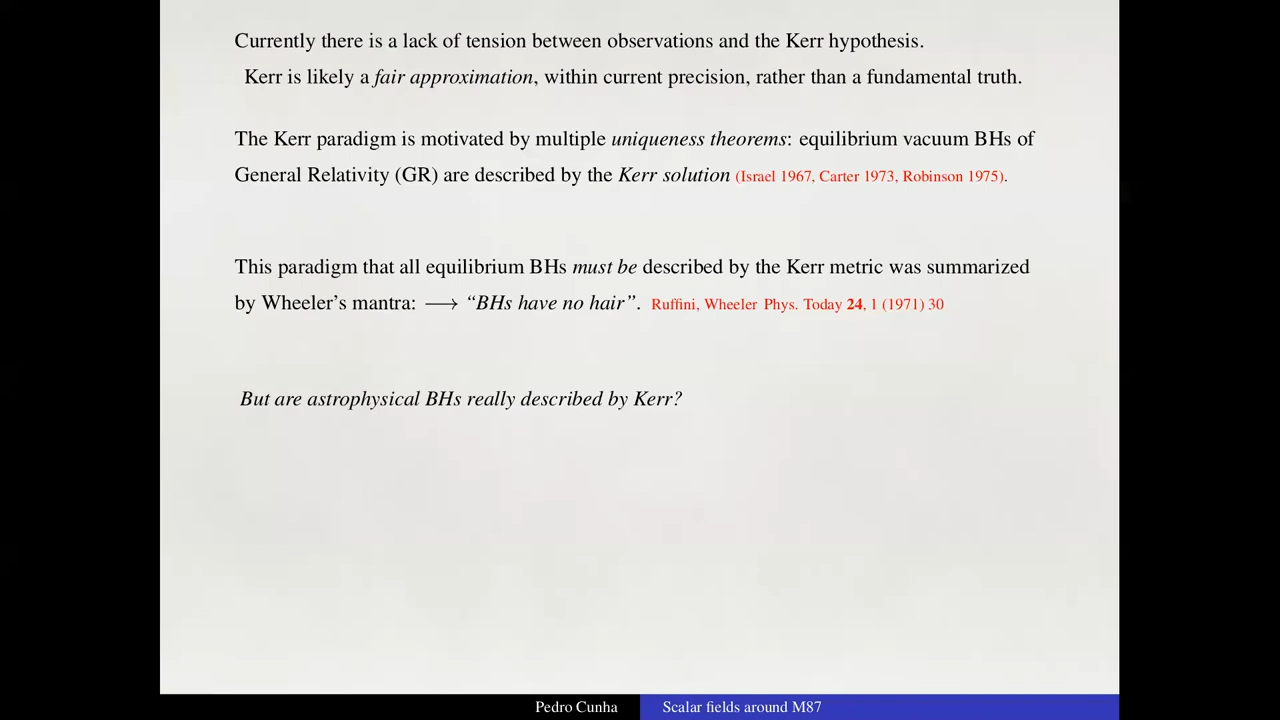 Currently there is a lack of tension between observations and the Kerr hypothesis.
Kerr is likely a fair approximation, within current precision, rather than a fundamental truth.
The Kerr paradigm is motivated by multiple uniqueness theorems: equilibrium vacuum BHs of
General Relativity (GR) are described by the Kerr solution (Israel 1967, Carter 1973, Robinson 1975).
This paradigm that all equilibrium BHs must be described by the Kerr metric was summarized
by Wheeler's mantra: ⟶ “BHs have no hair”. Ruffini, Wheeler Phys. Today 24, 1 (1971) 30
But are astrophysical BHs really described by Kerr?
Pedro Cunha Scalar fields around M87